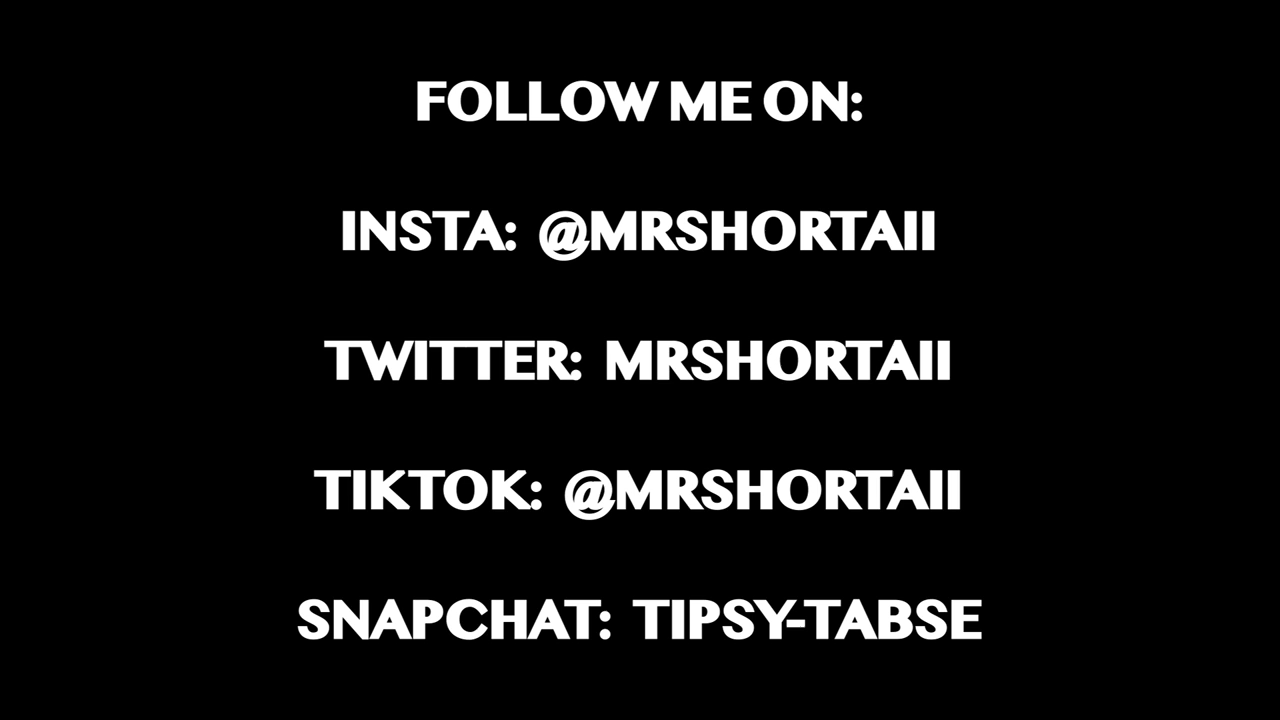 FOLLOW ME ON:
INSTA: @MRSHORTAII
TWITTER: MRSHORTAII
TIKTOK: @MRSHORTAII
SNAPCHAT: TIPSY-TABSE